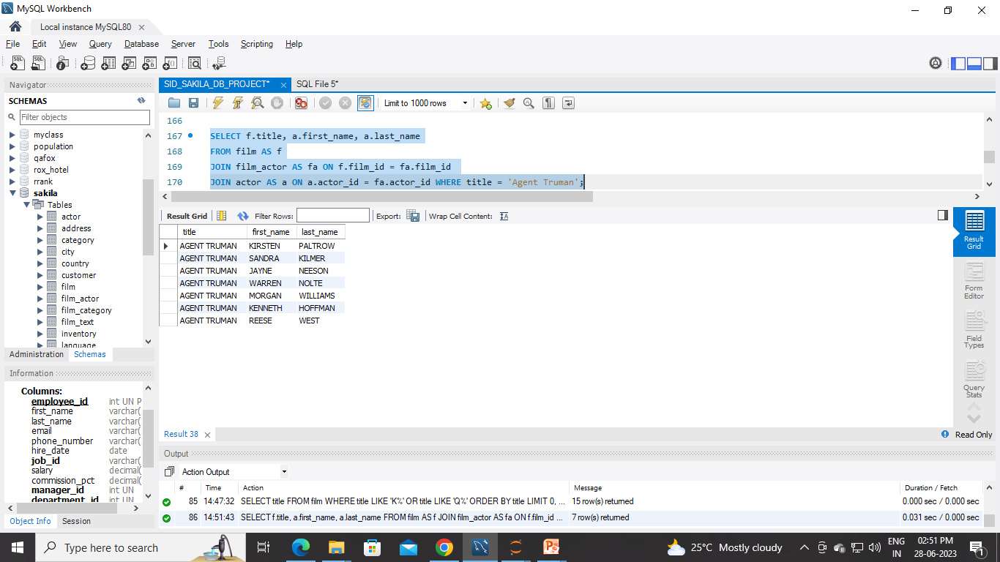 MySQL Workbench
Local instance MySQL80
File Edit View Query Database Server Tools Scripting Help
Navigator
SCHEMAS
Filter objects
myclass
population
qafox
rox_hotel
rrank
sakila
Tables
actor
address
category
city
country
customer
film
film_actor
film_category
film_text
inventory
language
Administration Schemas
Information
Columns:
employee_id int UN P
first_name varchar(
last_name varchar(
email varchar(
phone_number varchar(
hire_date date
job_id varchar(
salary decimal(
commission_pct decimal(
manager_id int UN
department_id int UN
Object Info Session
SID_SAKILA_DB_PROJECT* SQL File 5*
Limit to 1000 rows
166
167 SELECT f.title, a.first_name, a.last_name
168 FROM film AS f
169 JOIN film_actor AS fa ON f.film_id = fa.film_id
170 JOIN actor AS a ON a.actor_id = fa.actor_id WHERE title = 'Agent Truman';
Result Grid Filter Rows: Export: Wrap Cell Content:
title first_name last_name
AGENT TRUMAN KIRSTEN PALTROW
AGENT TRUMAN SANDRA KILMER
AGENT TRUMAN JAYNE NEESON
AGENT TRUMAN WARREN NOLTE
AGENT TRUMAN MORGAN WILLIAMS
AGENT TRUMAN KENNETH HOFFMAN
AGENT TRUMAN REESE WEST
Result
Grid
Form
Editor
Field
Types
Query
Stats
Result 38 Read Only
Output
Action Output
# Time Action Message Duration / Fetch
85 14:47:32 SELECT title FROM film WHERE title LIKE 'K%' OR title LIKE 'Q%' ORDER BY title LIMIT 0, ... 15 row(s) returned 0.000 sec / 0.000 sec
86 14:51:43 SELECT f.title, a.first_name, a.last_name FROM film AS f JOIN film_actor AS fa ON f.film_id ... 7 row(s) returned 0.031 sec / 0.000 sec
Type here to search
25°C Mostly cloudy
ENG
IN
02:51 PM
28-06-2023
1